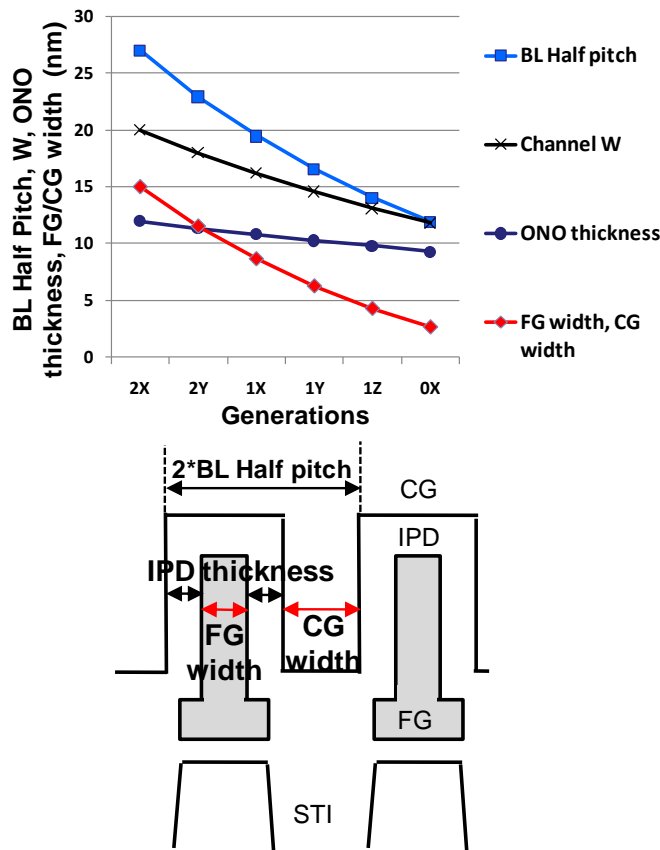 30
25
20
15
10
5
0
BL Half Pitch, W, ONO
thickness, FG/CG width (nm)
2X 2Y 1X 1Y 1Z 0X
Generations
BL Half pitch
Channel W
ONO thickness
FG width, CG
width
2*BL Half pitch
CG
IPD
IPD thickness
FG
width
CG
width
FG
STI